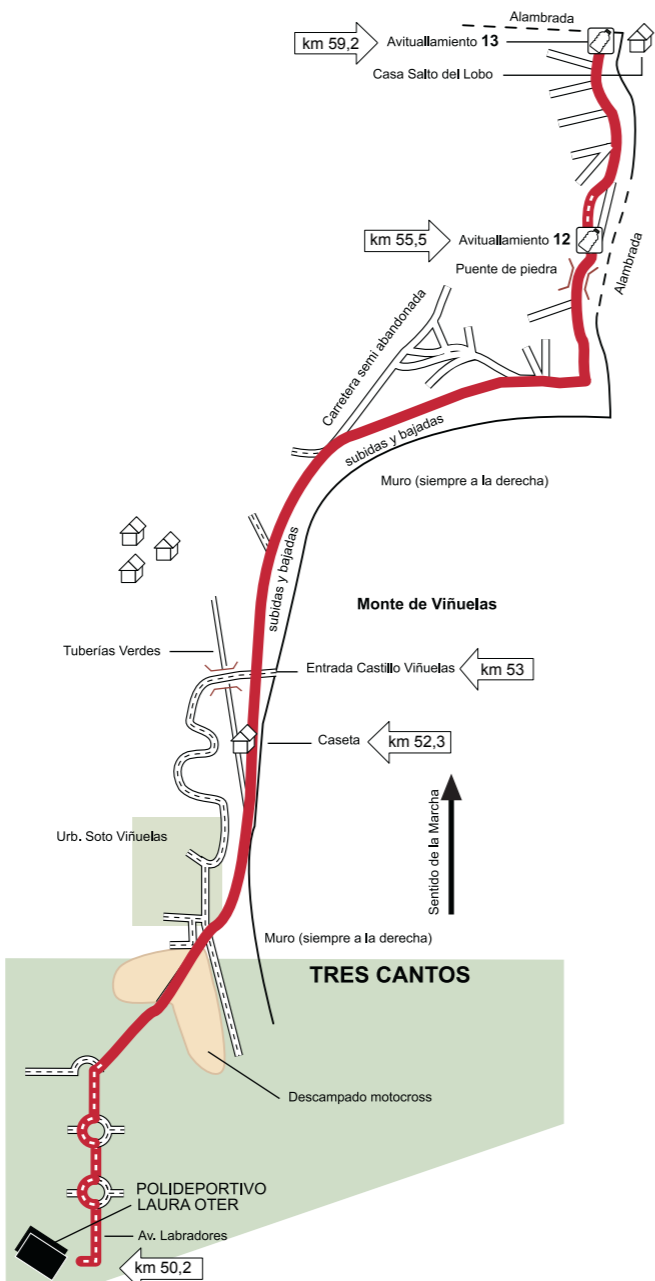 Alambrada
km 59,2
Avituallamiento 13
Casa Salto del Lobo
km 55,5
Avituallamiento 12
Puente de piedra
Alambrada
Carretera semi abandonada
subidas y bajadas
Muro (siempre a la derecha)
subidas y bajadas
Monte de Viñuelas
Tuberías Verdes
Entrada Castillo Viñuelas
km 53
Caseta
km 52,3
Urb. Soto Viñuelas
Sentido de la Marcha
Muro (siempre a la derecha)
TRES CANTOS
Descampado motocross
POLIDEPORTIVO
LAURA OTER
Av. Labradores
km 50,2